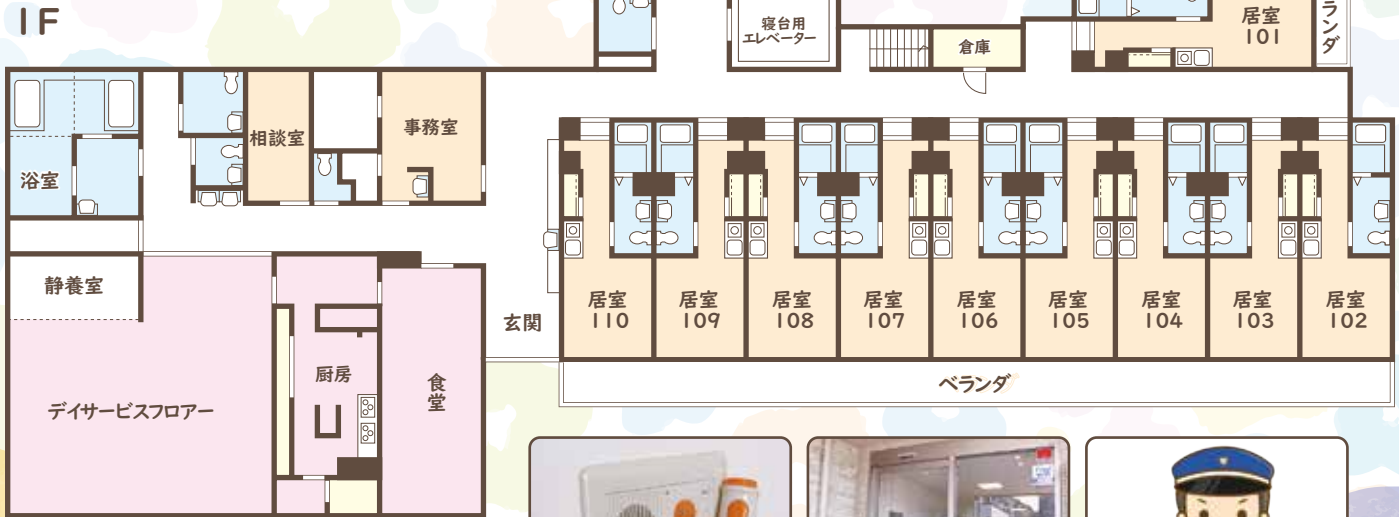 1F
寝台用
エレベーター
倉庫
居室
101
ランダ
浴室
相談室
事務室
静養室
玄関
居室
110
居室
109
居室
108
居室
107
居室
106
居室
105
居室
104
居室
103
居室
102
厨房
食堂
デイサービスフロアー
ベランダ